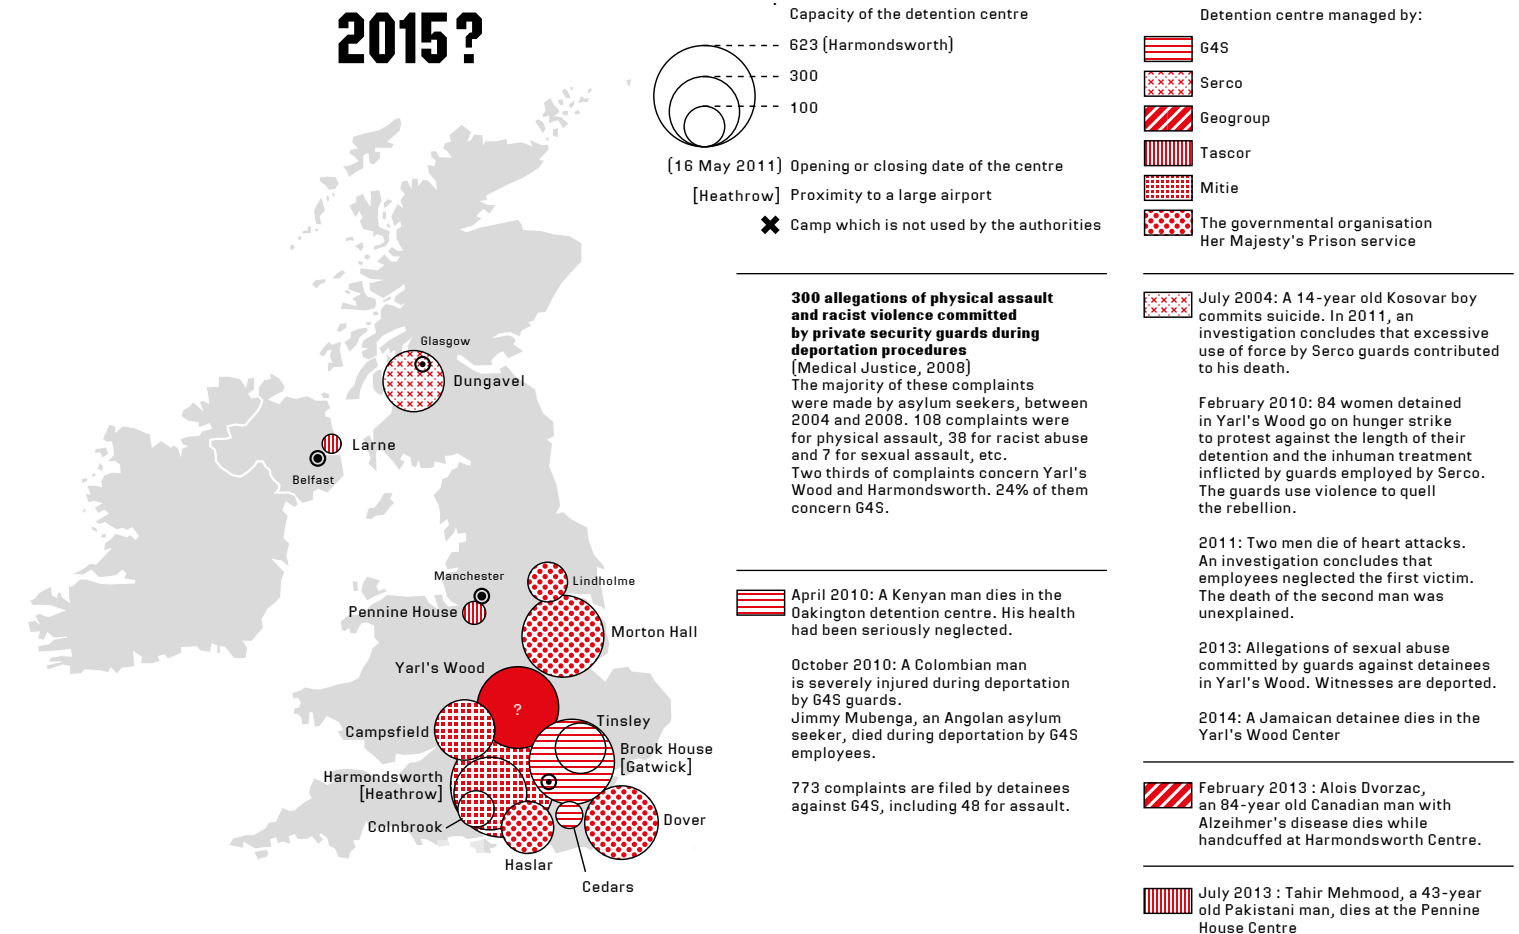 2015?
Capacity of the detention centre
623 (Harmondsworth)
300
100
(16 May 2011) Opening or closing date of the centre
[Heathrow] Proximity to a large airport
Camp which is not used by the authorities
Detention centre managed by:
G4S
Serco
Geogroup
Tascor
Mitie
The governmental organisation
Her Majesty's Prison service
Glasgow
Dungavel
Larne
Belfast
Manchester
Lindholme
Pennine House
Morton Hall
Yarl's Wood
?
Tinsley
Campsfield
Brook House
[Gatwick]
Harmondsworth
[Heathrow]
Colnbrook
Dover
Haslar
Cedars
300 allegations of physical assault
and racist violence committed
by private security guards during
deportation procedures
(Medical Justice, 2008)
The majority of these complaints
were made by asylum seekers, between
2004 and 2008. 108 complaints were
for physical assault, 38 for racist abuse
and 7 for sexual assault, etc.
Two thirds of complaints concern Yarl's
Wood and Harmondsworth. 24% of them
concern G4S.
April 2010: A Kenyan man dies in the
Oakington detention centre. His health
had been seriously neglected.
October 2010: A Colombian man
is severely injured during deportation
by G4S guards.
Jimmy Mubenga, an Angolan asylum
seeker, died during deportation by G4S
employees.
773 complaints are filed by detainees
against G4S, including 48 for assault.
July 2004: A 14-year old Kosovar boy
commits suicide. In 2011, an
investigation concludes that excessive
use of force by Serco guards contributed
to his death.
February 2010: 84 women detained
in Yarl's Wood go on hunger strike
to protest against the length of their
detention and the inhuman treatment
inflicted by guards employed by Serco.
The guards use violence to quell
the rebellion.
2011: Two men die of heart attacks.
An investigation concludes that
employees neglected the first victim.
The death of the second man was
unexplained.
2013: Allegations of sexual abuse
committed by guards against detainees
in Yarl's Wood. Witnesses are deported.
2014: A Jamaican detainee dies in the
Yarl's Wood Center
February 2013 : Alois Dvorzac,
an 84-year old Canadian man with
Alzeihmer's disease dies while
handcuffed at Harmondsworth Centre.
July 2013 : Tahir Mehmood, a 43-year
old Pakistani man, dies at the Pennine
House Centre